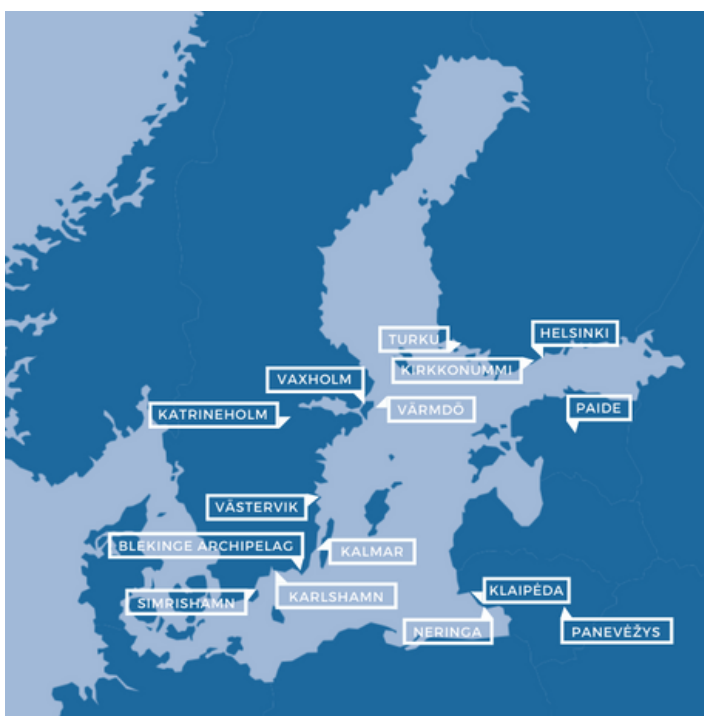 HELSINKI
TURKU
KIRKKONUMMI
VAXHOLM
VÄRMDÖ
KATRINEHOLM
PAIDE
VÄSTERVIK
BLEKINGE ARCHIPELAG
KALMAR
KLAIPĖDA
KARLSHAMN
SIMRISHAMN
NERINGA
PANEVĖŽYS